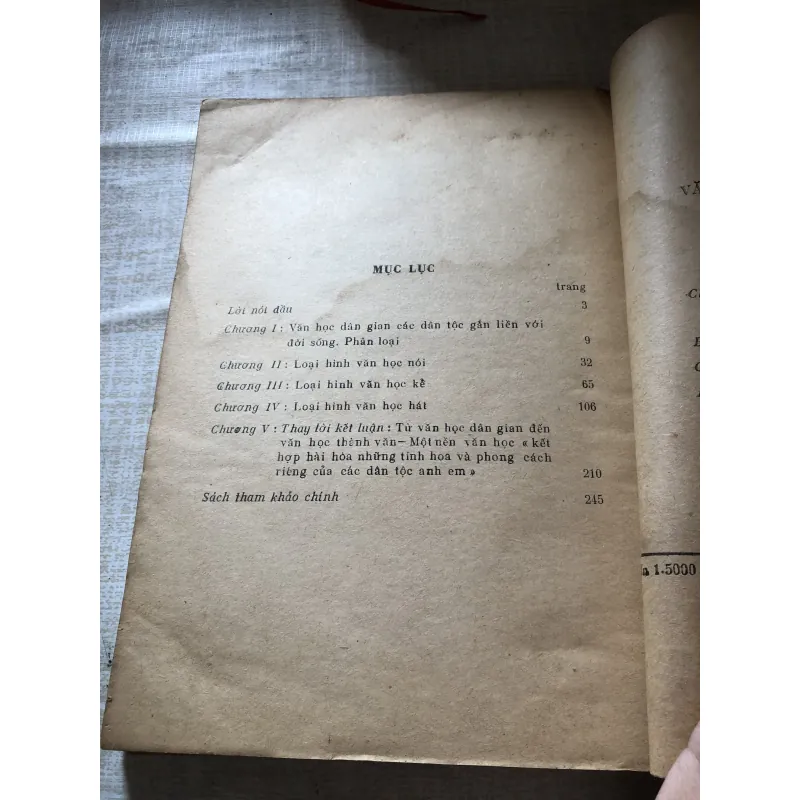 MỤC LỤC
trang
Lời nói đầu 3
Chương I : Văn học dân gian các dân tộc gắn liền với
đời sống. Phân loại 9
Chương II : Loại hình văn học nói 32
Chương III : Loại hình văn học kể 65
Chương IV : Loại hình văn học hát 106
Chương V : Thay lời kết luận : Từ văn học dân gian đến
văn học thành văn — Một nền văn học « kết
hợp hài hòa những tinh hoa và phong cách
riêng của các dân tộc anh em » 210
Sách tham khảo chính 245
1.5000